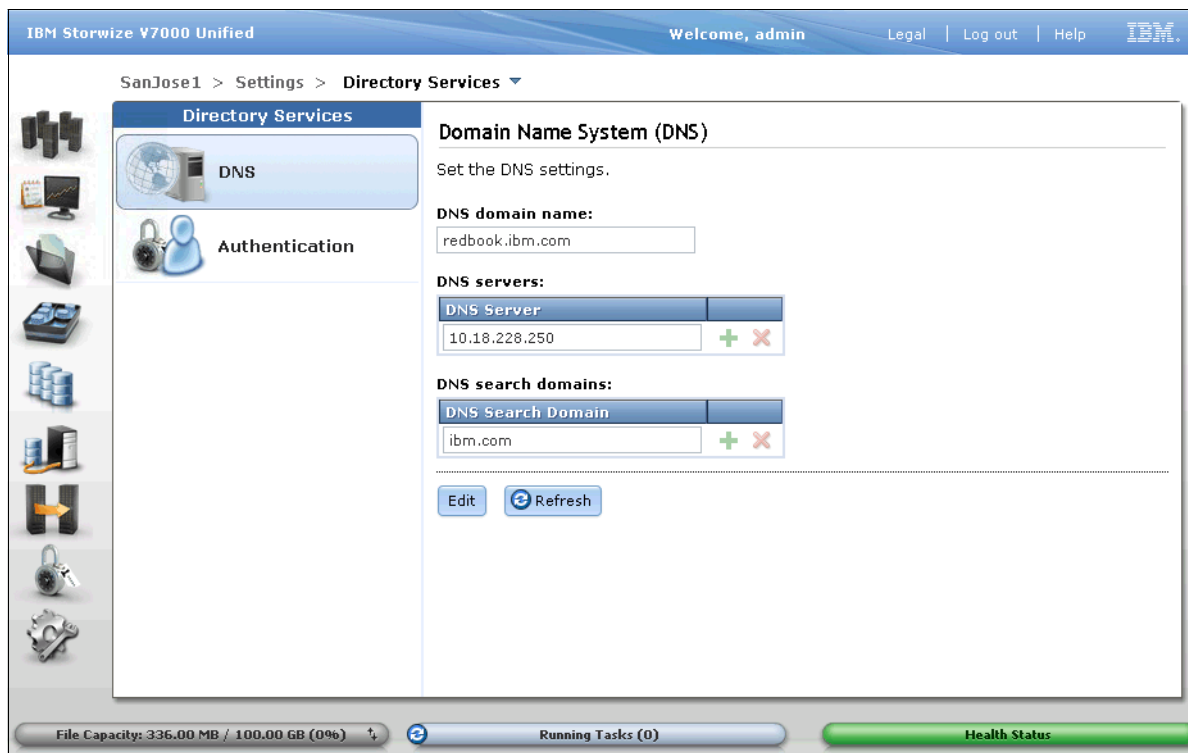 IBM Storwize V7000 Unified
Welcome, admin
Legal | Log out | Help
IBM.
SanJose1 > Settings > Directory Services
Directory Services
DNS
Authentication
Domain Name System (DNS)
Set the DNS settings.
DNS domain name:
redbook.ibm.com
DNS servers:
DNS Server
10.18.228.250
DNS search domains:
DNS Search Domain
ibm.com
Edit
Refresh
File Capacity: 336.00 MB / 100.00 GB (0%)
Running Tasks (0)
Health Status